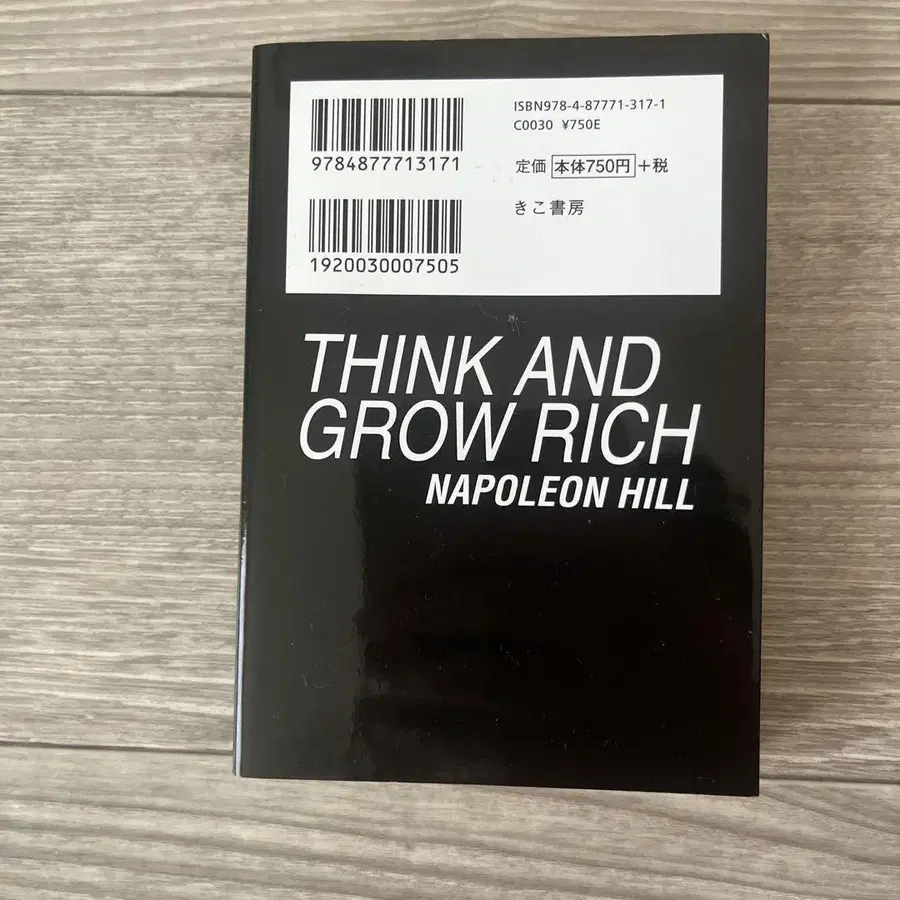 9784877713171
1920030007505
ISBN978-4-87771-317-1
C0030 ¥750E
定価 本体750円 +税
きこ書房
THINK AND
GROW RICH
NAPOLEON HILL